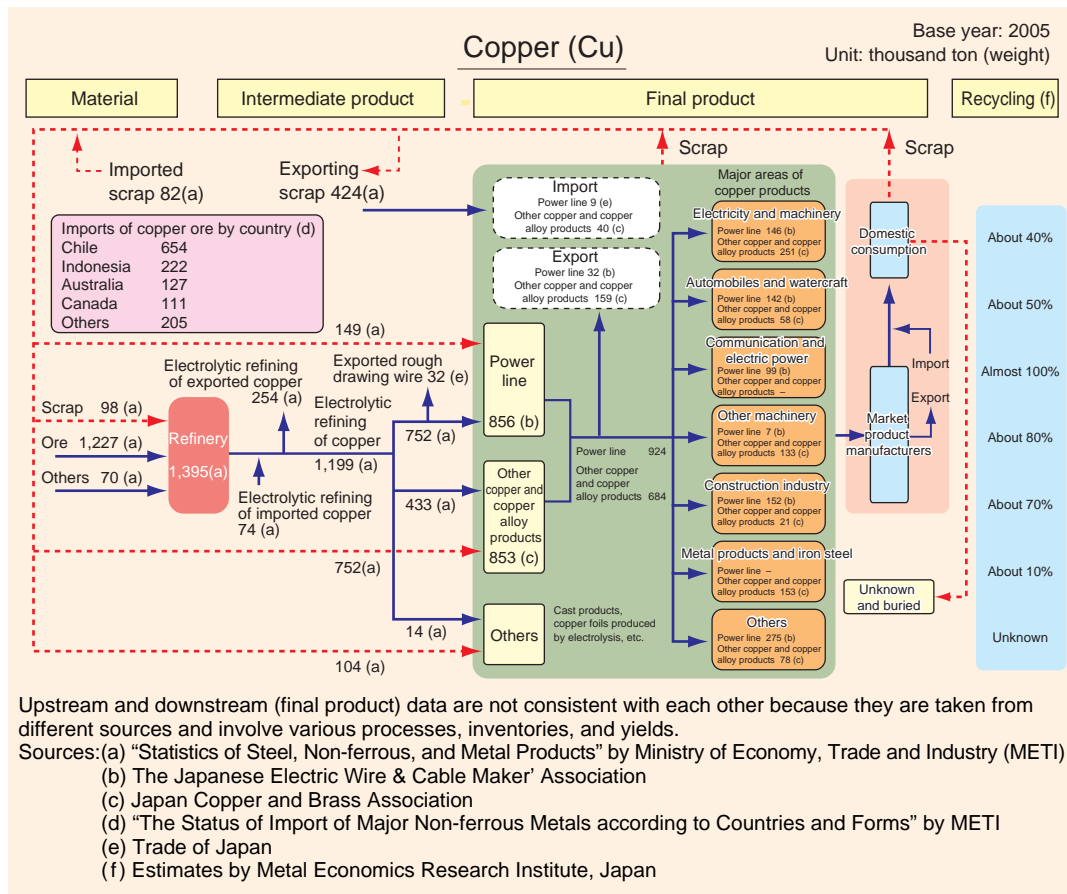 Copper (Cu)
Base year: 2005
Unit: thousand ton (weight)
Material
Intermediate product
Final product
Recycling (f)
Imported
scrap 82(a)
Exporting
scrap 424(a)
Scrap
Scrap
Imports of copper ore by country (d)
Chile 654
Indonesia 222
Australia 127
Canada 111
Others 205
Import
Power line 9 (e)
Other copper and copper
alloy products 40 (c)
Export
Power line 32 (b)
Other copper and copper
alloy products 159 (c)
149 (a)
Electrolytic refining
of exported copper
254 (a)
Exported rough
drawing wire 32 (e)
Scrap 98 (a)
Ore 1,227 (a)
Others 70 (a)
Refinery
1,395(a)
Electrolytic refining
of imported copper
74 (a)
Electrolytic
refining
of copper
1,199 (a)
752 (a)
433 (a)
752(a)
14 (a)
104 (a)
Power
line
856 (b)
Other
copper and
copper
alloy
products
853 (c)
Others
Cast products,
copper foils produced
by electrolysis, etc.
Power line 924
Other copper
and copper
alloy products 684
Major areas of
copper products
Electricity and machinery
Power line 146 (b)
Other copper and copper
alloy products 251 (c)
Automobiles and watercraft
Power line 142 (b)
Other copper and copper
alloy products 58 (c)
Communication and
electric power
Power line 99 (b)
Other copper and copper
alloy products –
Other machinery
Power line 7 (b)
Other copper and copper
alloy products 133 (c)
Construction industry
Power line 152 (b)
Other copper and copper
alloy products 21 (c)
Metal products and iron steel
Power line –
Other copper and copper
alloy products 153 (c)
Others
Power line 275 (b)
Other copper and copper
alloy products 78 (c)
Domestic
consumption
Import
Export
Market
product
manufacturers
Unknown
and buried
About 40%
About 50%
Almost 100%
About 80%
About 70%
About 10%
Unknown
Upstream and downstream (final product) data are not consistent with each other because they are taken from
different sources and involve various processes, inventories, and yields.
Sources:(a) “Statistics of Steel, Non-ferrous, and Metal Products” by Ministry of Economy, Trade and Industry (METI)
(b) The Japanese Electric Wire & Cable Maker’ Association
(c) Japan Copper and Brass Association
(d) “The Status of Import of Major Non-ferrous Metals according to Countries and Forms” by METI
(e) Trade of Japan
(f) Estimates by Metal Economics Research Institute, Japan